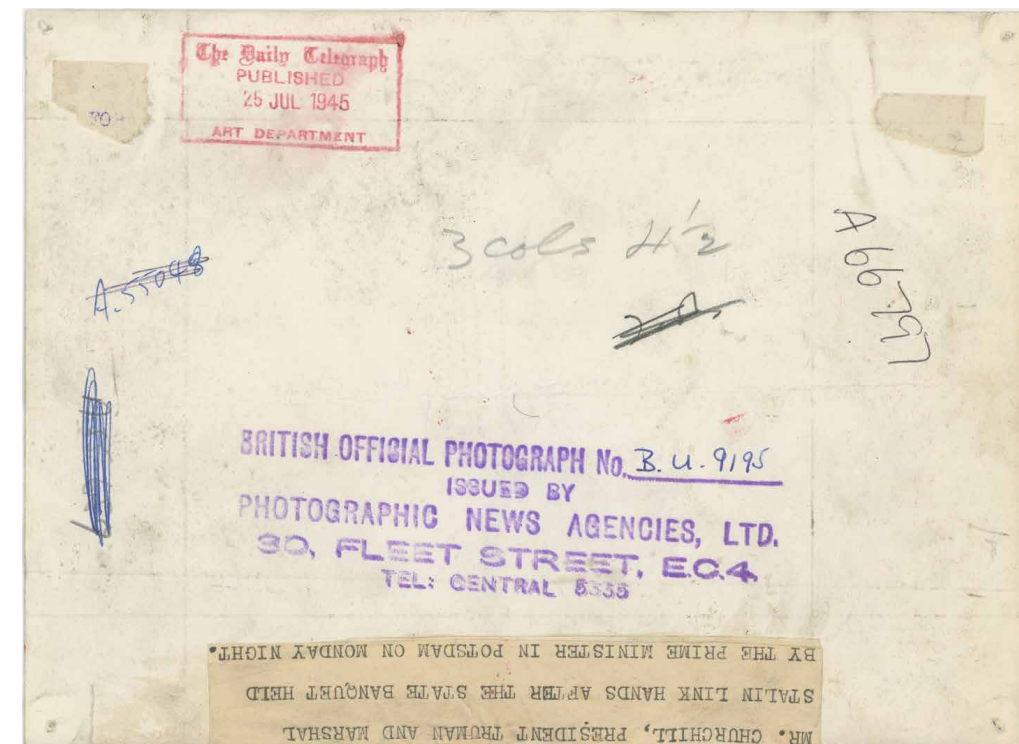 The Daily Telegraph
PUBLISHED
25 JUL 1945
ART DEPARTMENT
TO
3 cols 4½
A 66797
A.55048
BRITISH OFFICIAL PHOTOGRAPH No. B.U. 9195
ISSUED BY
PHOTOGRAPHIC NEWS AGENCIES, LTD.
30, FLEET STREET, E.C.4.
TEL: CENTRAL 5335
MR. CHURCHILL, PRESIDENT TRUMAN AND MARSHAL
STALIN LINK HANDS AFTER THE STATE BANQUET HELD
BY THE PRIME MINISTER IN POTSDAM ON MONDAY NIGHT.